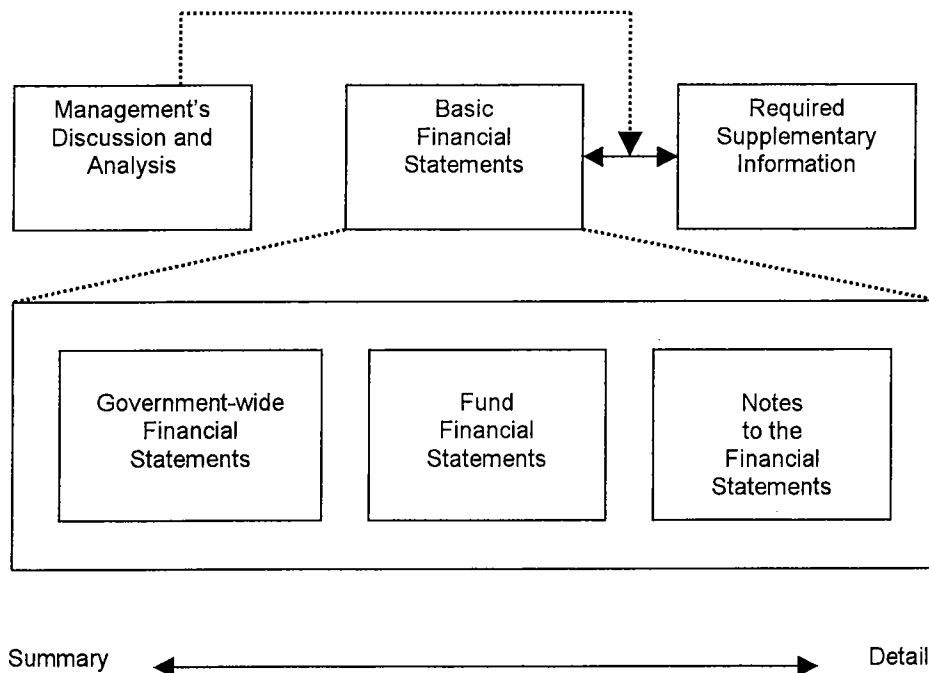 Management's
Discussion and
Analysis
Basic
Financial
Statements
Required
Supplementary
Information
Government-wide
Financial
Statements
Fund
Financial
Statements
Notes
to the
Financial
Statements
Summary
Detail